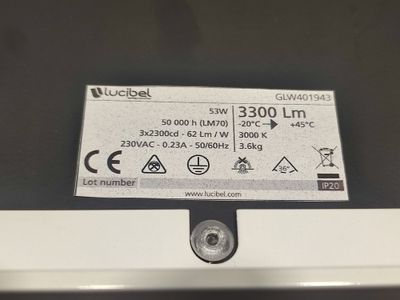 lucibel
GLW401943
53W 3300 Lm
50 000 h (LM70) -20°C → +45°C
3x2300cd - 62 Lm / W 3000 K
230VAC - 0.23A - 50/60Hz 3.6kg
CE F 36°
Lot number
www.lucibel.com
IP20